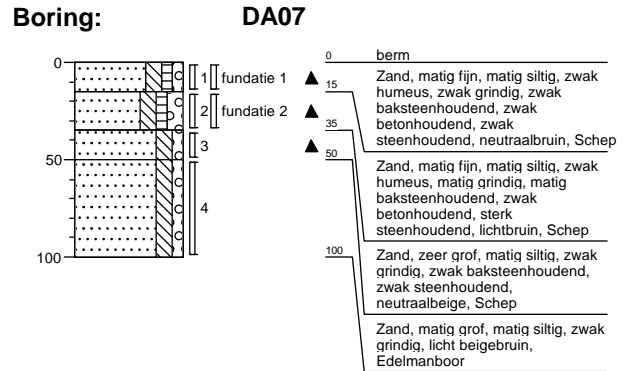 Boring: DA07
0
50
100
1 fundatie 1
2 fundatie 2
3
4
0 berm
15
Zand, matig fijn, matig siltig, zwak
humeus, zwak grindig, zwak
baksteenhoudend, zwak
betonhoudend, zwak
steenhoudend, neutraalbruin, Schep
35
Zand, matig fijn, matig siltig, zwak
humeus, matig grindig, matig
baksteenhoudend, zwak
betonhoudend, sterk
steenhoudend, lichtbruin, Schep
50
Zand, zeer grof, matig siltig, zwak
grindig, zwak baksteenhoudend,
zwak steenhoudend,
neutraalbeige, Schep
100
Zand, matig grof, matig siltig, zwak
grindig, licht beigebruin,
Edelmanboor